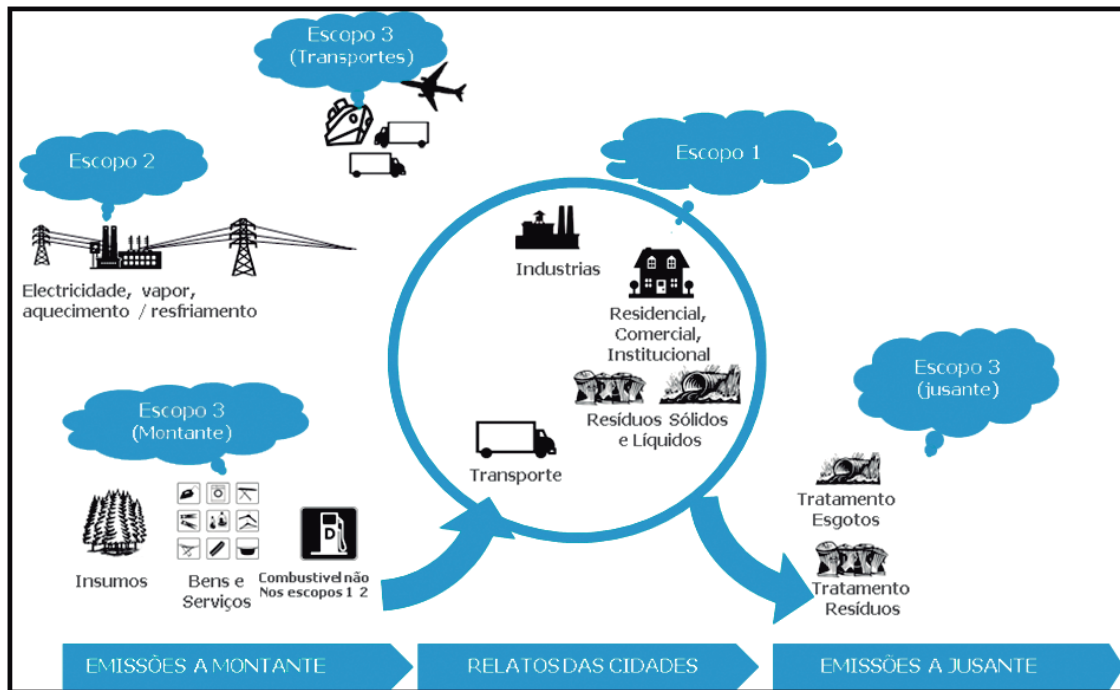 Escopo 3
(Transportes)
Escopo 2
Escopo 1
Electricidade, vapor,
aquecimento / resfriamento
Industrias
Residencial,
Comercial,
Institucional
Resíduos Sólidos
e Líquidos
Transporte
Escopo 3
(Montante)
Insumos
Bens e
Serviços
D
Combustivel não
Nos escopos 1 2
Escopo 3
(jusante)
Tratamento
Esgotos
Tratamento
Resíduos
EMISSÕES A MONTANTE
RELATOS DAS CIDADES
EMISSÕES A JUSANTE